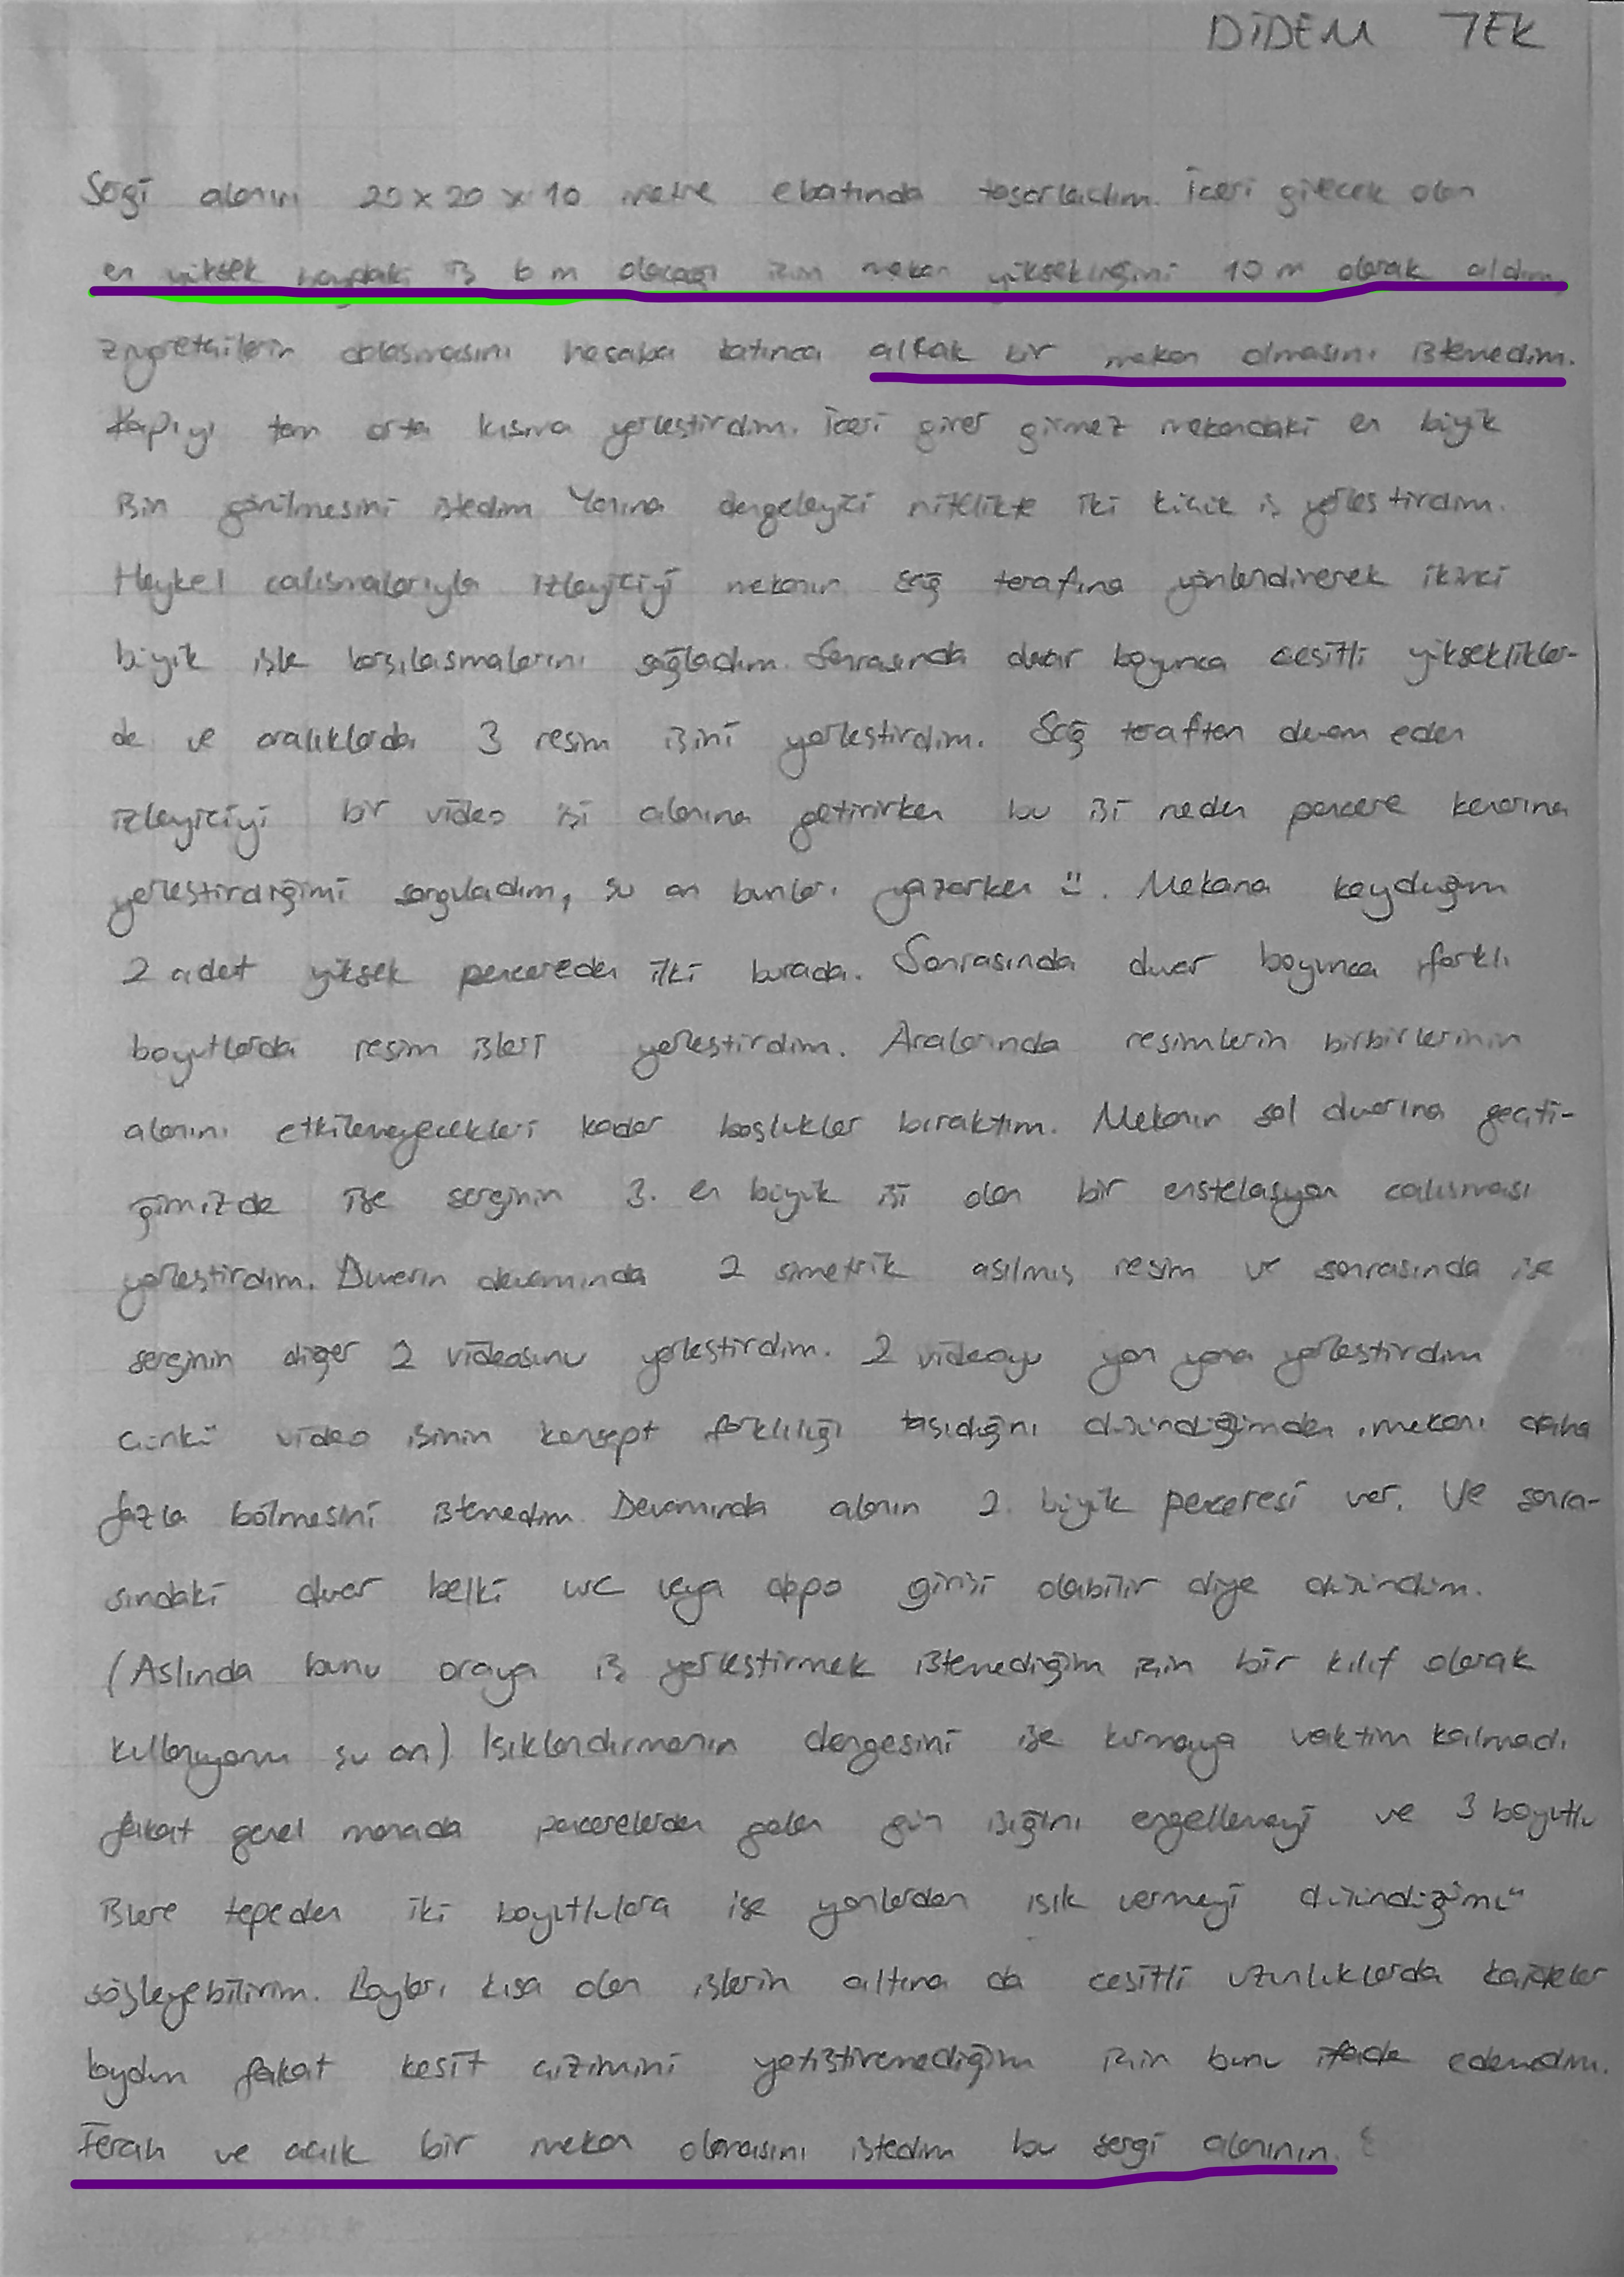 DİDEM TEK
Sergi alanını 20 x 20 x 10 metre ebatında tasarladım. İçeri girecek olan
en yüksek boydaki iş 6 m olacağı için mekan yüksekliğini 10 m olarak aldım,
ziyaretçilerin dolaşmasını hesaba katınca alçak bir mekan olmasını istemedim.
Kapıyı tam orta kısma yerleştirdim. İçeri girer girmez mekandaki en büyük
işin görülmesini istedim Yanına dengeleyici nitelikte iki küçük iş yerleştirdim.
Heykel çalışmalarıyla izleyiciyi mekanın sağ tarafına yönlendirerek ikinci
büyük işle karşılaşmalarını sağladım. Sonrasında duvar boyunca çeşitli yükseklikler-
de ve aralıklarda 3 resim işini yerleştirdim. Sağ taraftan devam eden
izleyiciyi bir video işi alanına getirirken bu işi neden pencere kenarına
yerleştirdiğimi sorguladım, şu an bunları yazarken Ü. Mekana koyduğum
2 adet yüksek pencereden ilki burada. Sonrasında duvar boyunca farklı
boyutlarda resim işleri yerleştirdim. Aralarında resimlerin birbirlerinin
alanını etkilemeyecekleri kadar boşluklar bıraktım. Mekanın sol duvarına geçti-
ğimizde ise serginin 3. en büyük işi olan bir enstelasyon çalışması
yerleştirdim. Duvarın devamında 2 simetrik asılmış resim ve sonrasında ise
serginin diğer 2 videosunu yerleştirdim. 2 videoyu yan yana yerleştirdim
çünkü video işinin konsept farklılığı taşıdığını düşündüğümden, mekanı daha
fazla bölmesini istemedim Devamında alanın 2. büyük penceresi var. Ve sonra-
sındaki duvar belki wc veya depo girişi olabilir diye düşündüm.
(Aslında bunu oraya iş yerleştirmek istemediğim için bir kılıf olarak
kullanıyorum şu an) Işıklandırmanın dengesini ise kurmaya vaktim kalmadı
fakat genel manada pencerelerden gelen gün ışığını engellemeyi ve 3 boyutlu
işlere tepeden iki boyutlulara ise yanlardan ışık vermeyi düşündüğümü
söyleyebilirim. Boyları kısa olan işlerin altına da çeşitli uzunluklarda kaideler
koydum fakat kesit çizimini yetiştiremediğim için bunu ifade edemedim.
Ferah ve açık bir mekan olmasını istedim bu sergi alanının.